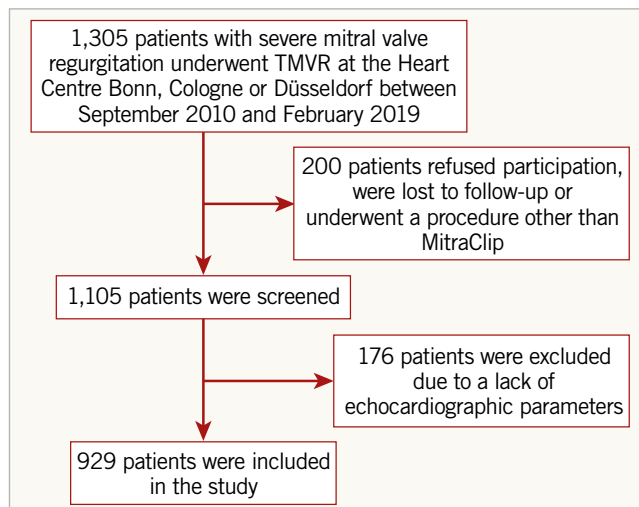 1,305 patients with severe mitral valve
regurgitation underwent TMVR at the Heart
Centre Bonn, Cologne or Düsseldorf between
September 2010 and February 2019
200 patients refused participation,
were lost to follow-up or
underwent a procedure other than
MitraClip
1,105 patients were screened
176 patients were excluded
due to a lack of
echocardiographic parameters
929 patients were included
in the study